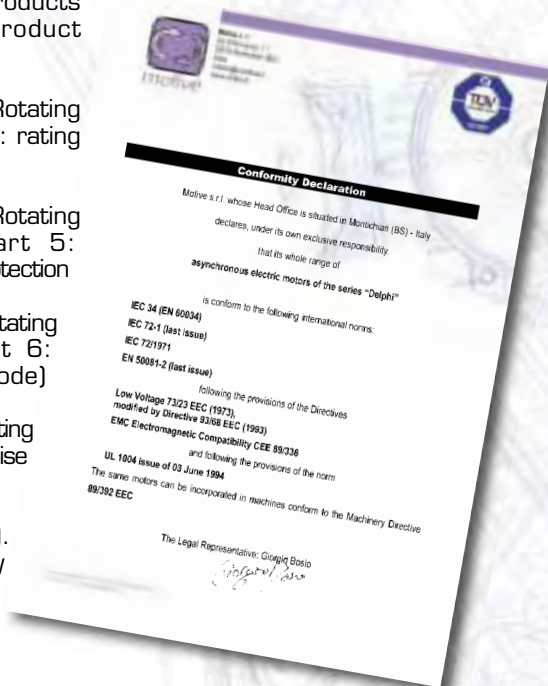 roducts
roduct
Rotating
: rating
Rotating
art 5:
tection
tating
t 6:
ode)
ting
ise
motive
TÜV
Conformity Declaration
Motive s.r.l. whose Head Office is situated in Montichiari (BS) - Italy
declares, under its own exclusive responsibility
that its whole range of
asynchronous electric motors of the series "Delphi"
is conform to the following international norms:
IEC 34 (EN 60034)
IEC 72-1 (last issue)
IEC 72/1971
EN 50081-2 (last issue)
following the provisions of the Directives
Low Voltage 73/23 EEC (1973),
modified by Directive 93/68 EEC (1993)
EMC Electromagnetic Compatibility CEE 89/336
and following the provisions of the norm
UL 1004 issue of 03 June 1994
The same motors can be incorporated in machines conform to the Machinery Directive
89/392 EEC
The Legal Representative: Giorgio Bosio